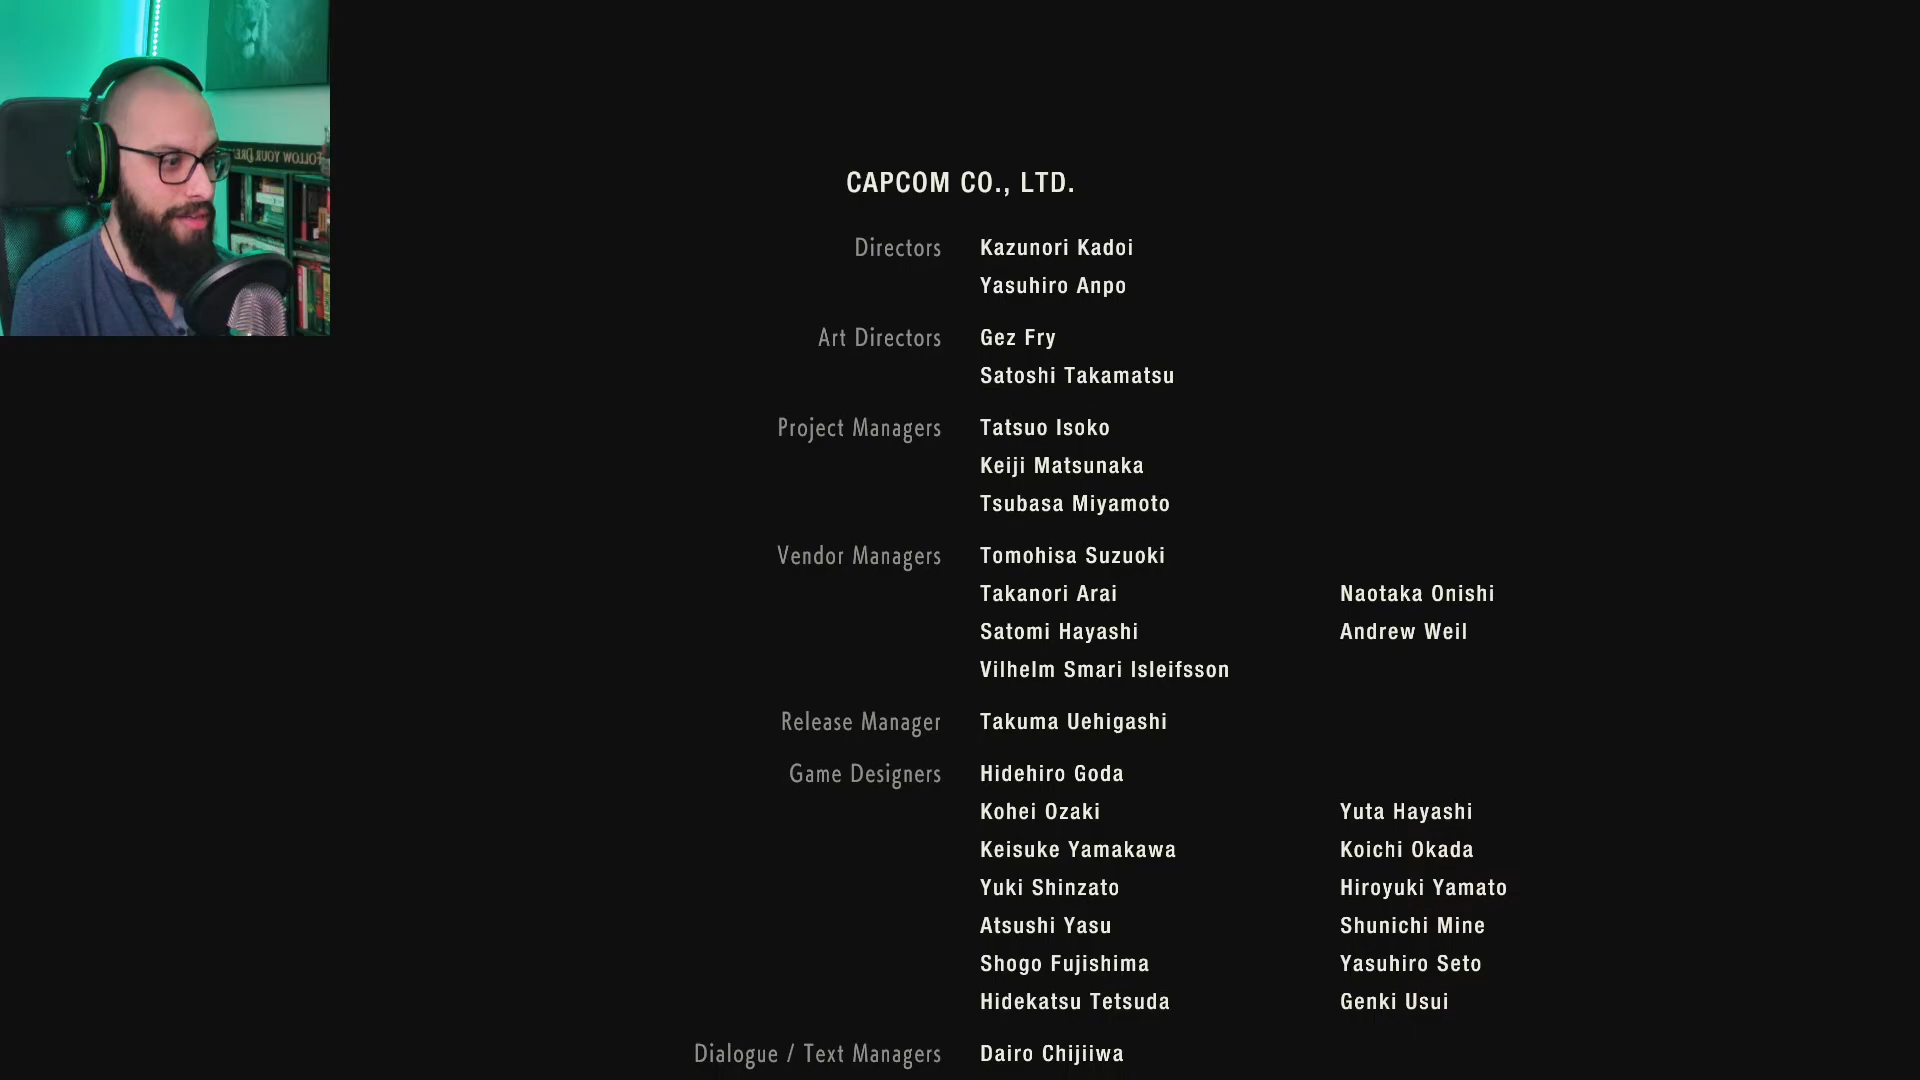 FOLLOW YOUR DRE
CAPCOM CO., LTD.
Directors Kazunori Kadoi
Yasuhiro Anpo
Art Directors Gez Fry
Satoshi Takamatsu
Project Managers Tatsuo Isoko
Keiji Matsunaka
Tsubasa Miyamoto
Vendor Managers Tomohisa Suzuoki
Takanori Arai Naotaka Onishi
Satomi Hayashi Andrew Weil
Vilhelm Smari Isleifsson
Release Manager Takuma Uehigashi
Game Designers Hidehiro Goda
Kohei Ozaki Yuta Hayashi
Keisuke Yamakawa Koichi Okada
Yuki Shinzato Hiroyuki Yamato
Atsushi Yasu Shunichi Mine
Shogo Fujishima Yasuhiro Seto
Hidekatsu Tetsuda Genki Usui
Dialogue / Text Managers Dairo Chijiiwa